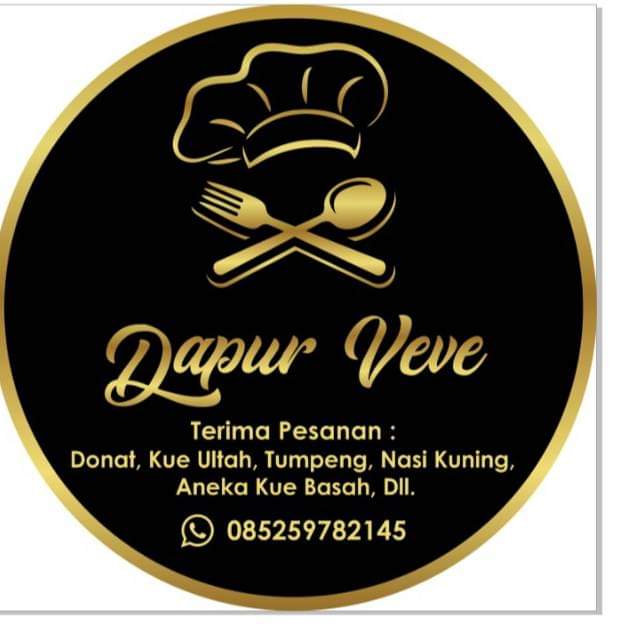 Dapur Veve
Terima Pesanan :
Donat, Kue Ultah, Tumpeng, Nasi Kuning,
Aneka Kue Basah, Dll.
085259782145